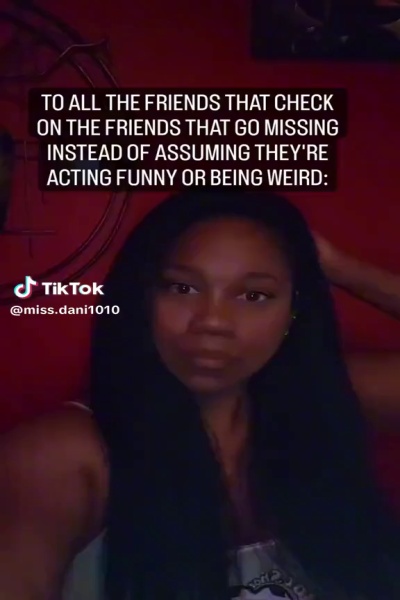 TO ALL THE FRIENDS THAT CHECK
ON THE FRIENDS THAT GO MISSING
INSTEAD OF ASSUMING THEY'RE
ACTING FUNNY OR BEING WEIRD:
TikTok
@miss.dani1010